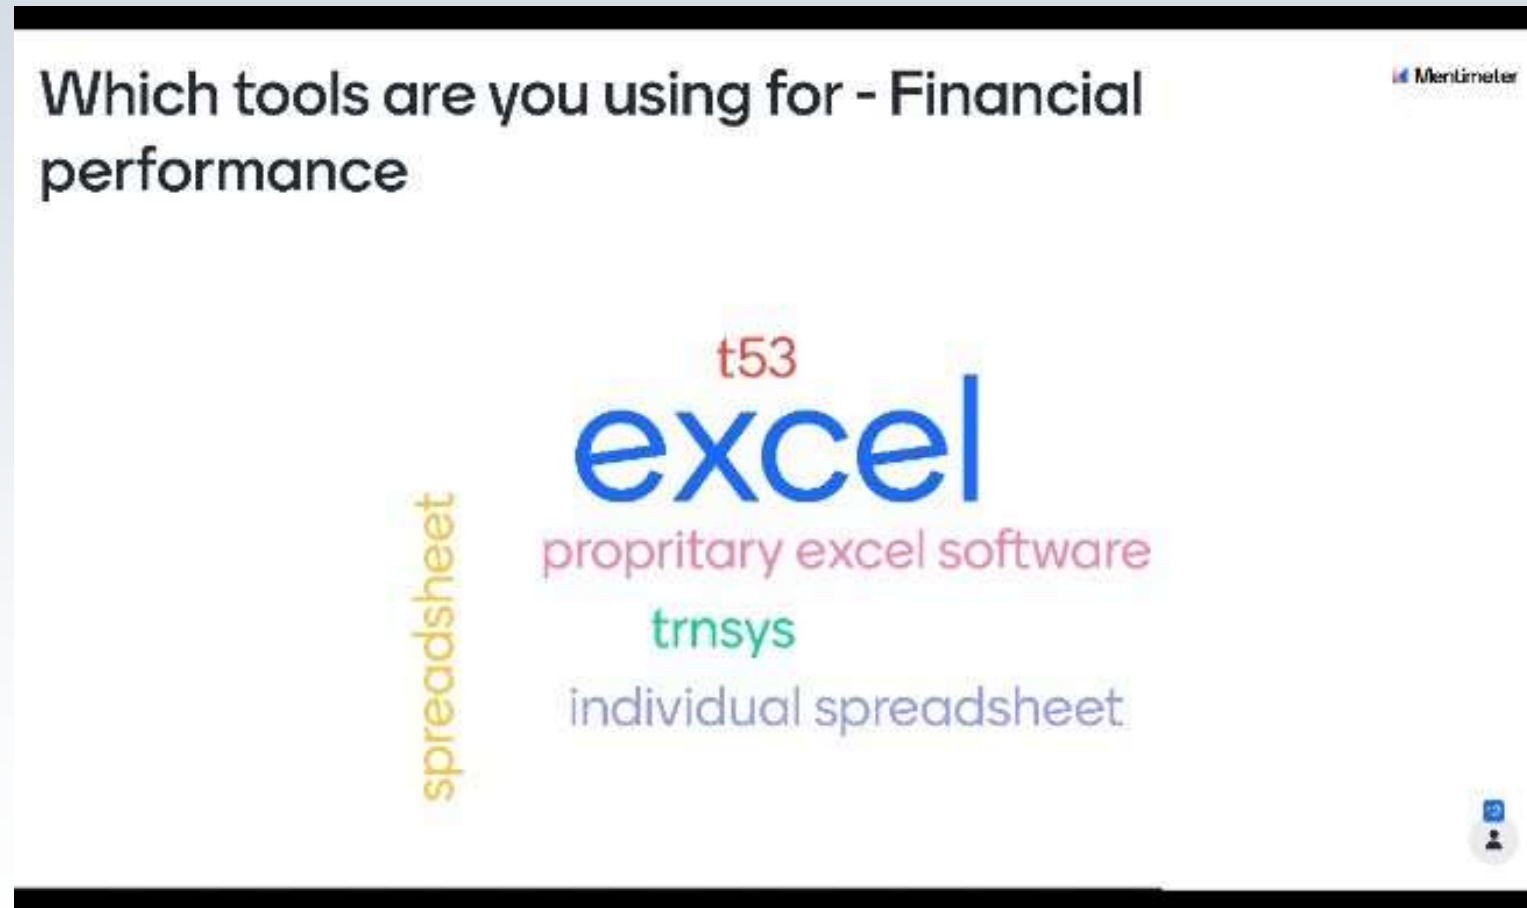 Which tools are you using for - Financial
performance
Mentimeter
t53
excel
spreadsheet
propritary excel software
trnsys
individual spreadsheet